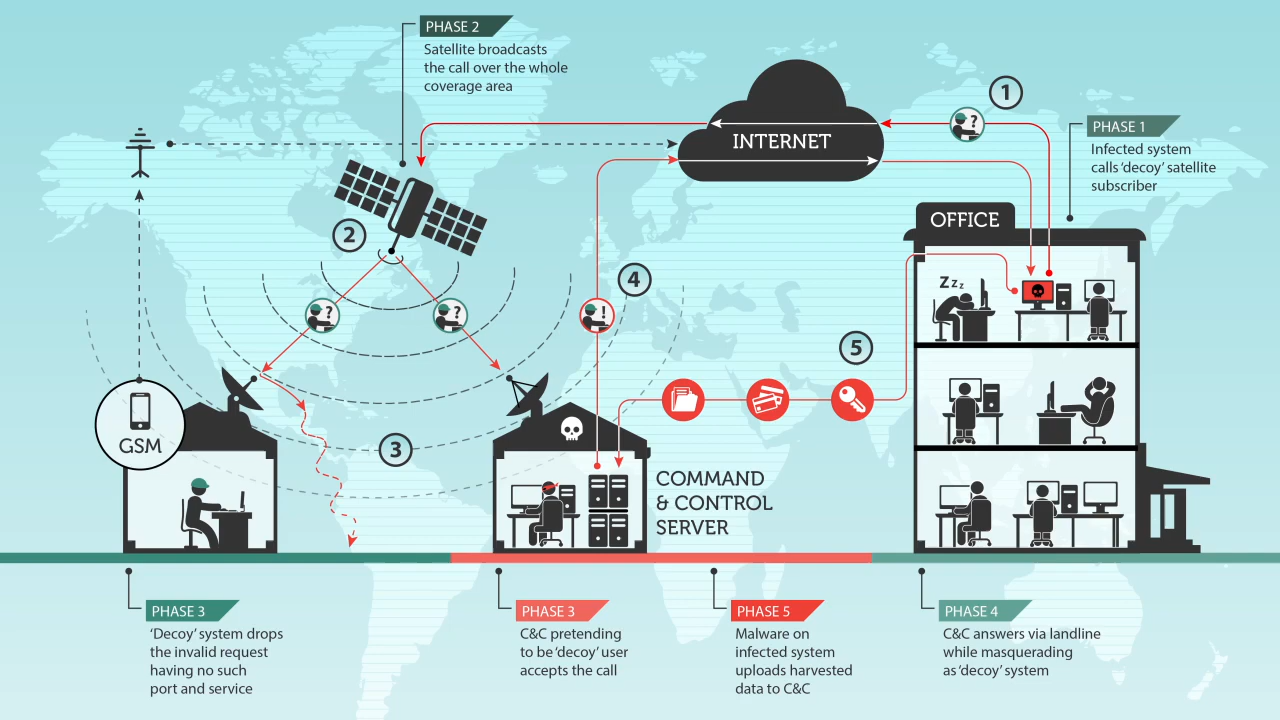 PHASE 2
Satellite broadcasts
the call over the whole
coverage area
1
?
INTERNET
PHASE 1
Infected system
calls ‘decoy’ satellite
subscriber
OFFICE
2
4
Zzz
?
?
!
5
GSM
3
COMMAND
& CONTROL
SERVER
PHASE 3
‘Decoy’ system drops
the invalid request
having no such
port and service
PHASE 3
C&C pretending
to be ‘decoy’ user
accepts the call
PHASE 5
Malware on
infected system
uploads harvested
data to C&C
PHASE 4
C&C answers via landline
while masquerading
as ‘decoy’ system